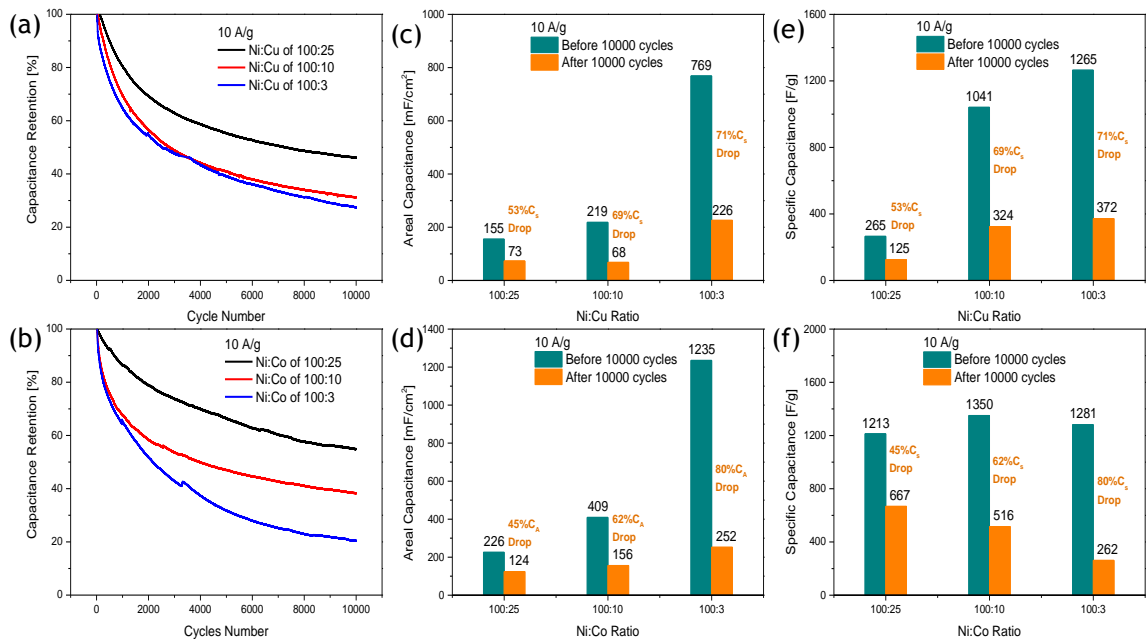 (a)
10 A/g
Ni:Cu of 100:25
Ni:Cu of 100:10
Ni:Cu of 100:3
Capacitance Retention [%]
100
80
60
40
20
0
0
2000
4000
6000
8000
10000
Cycle Number
(c)
10 A/g
Before 10000 cycles
After 10000 cycles
Areal Capacitance [mF/cm²]
1000
800
600
400
200
0
155
73
53%Cₛ
Drop
219
68
69%Cₛ
Drop
769
226
71%Cₛ
Drop
100:25
100:10
100:3
Ni:Cu Ratio
(e)
10 A/g
Before 10000 cycles
After 10000 cycles
Specific Capacitance [F/g]
1600
1200
800
400
0
265
125
53%Cₛ
Drop
1041
324
69%Cₛ
Drop
1265
372
71%Cₛ
Drop
100:25
100:10
100:3
Ni:Cu Ratio
(b)
10 A/g
Ni:Co of 100:25
Ni:Co of 100:10
Ni:Co of 100:3
Capacitance Retention [%]
100
80
60
40
20
0
0
2000
4000
6000
8000
10000
Cycles Number
(d)
10 A/g
Before 10000 cycles
After 10000 cycles
Areal Capacitance [mF/cm²]
1400
1200
1000
800
600
400
200
0
226
124
45%C_A
Drop
409
156
62%C_A
Drop
1235
252
80%C_A
Drop
100:25
100:10
100:3
Ni:Co Ratio
(f)
10 A/g
Before 10000 cycles
After 10000 cycles
Specific Capacitance [F/g]
2000
1600
1200
800
400
0
1213
667
45%Cₛ
Drop
1350
516
62%Cₛ
Drop
1281
262
80%Cₛ
Drop
100:25
100:10
100:3
Ni:Co Ratio